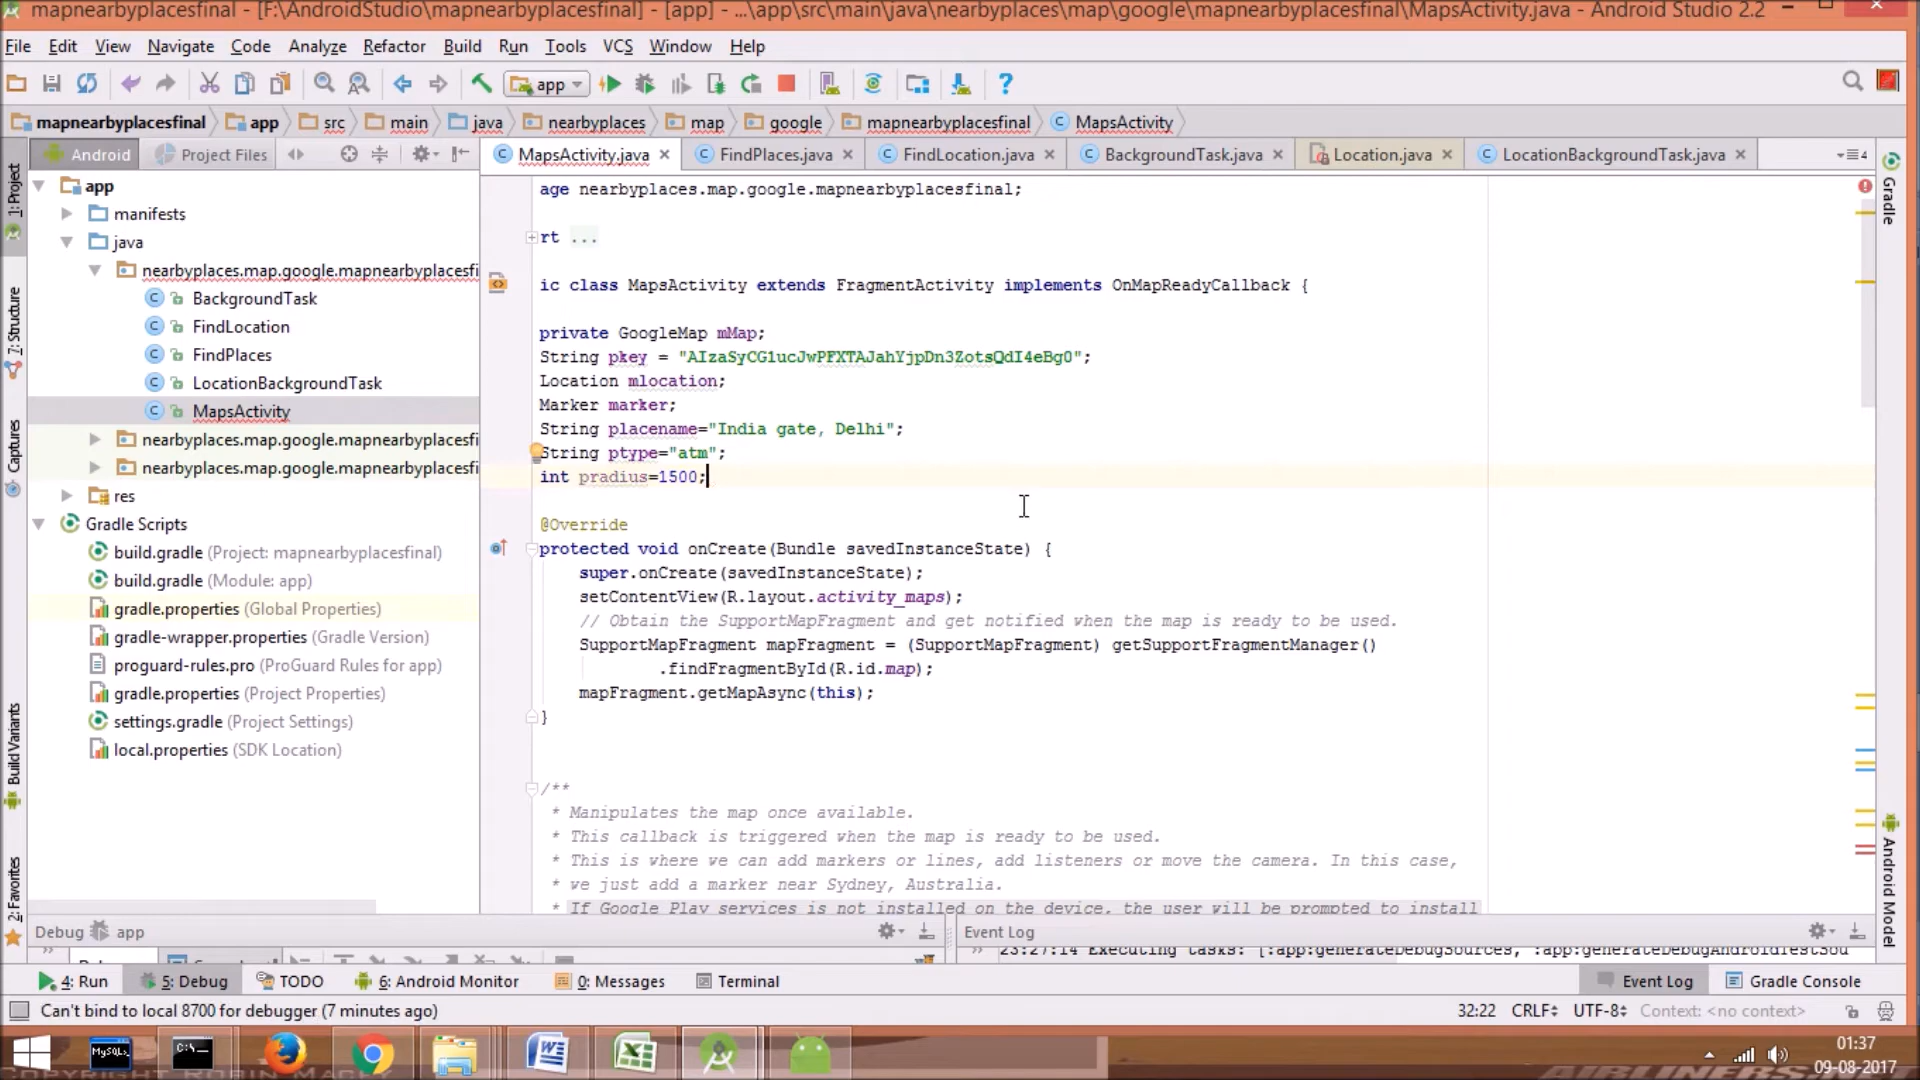 mapnearbyplacesfinal - [F:\AndroidStudio\mapnearbyplacesfinal] - [app] - ...\app\src\main\java\nearbyplaces\map\google\mapnearbyplacesfinal\MapsActivity.java - Android Studio 2.2
File Edit View Navigate Code Analyze Refactor Build Run Tools VCS Window Help
app
mapnearbyplacesfinal app src main java nearbyplaces map google mapnearbyplacesfinal MapsActivity
Android Project Files MapsActivity.java FindPlaces.java FindLocation.java BackgroundTask.java Location.java LocationBackgroundTask.java
1: Project
7: Structure
Captures
Build Variants
2: Favorites
app
manifests
java
nearbyplaces.map.google.mapnearbyplacesfi
BackgroundTask
FindLocation
FindPlaces
LocationBackgroundTask
MapsActivity
nearbyplaces.map.google.mapnearbyplacesfi
nearbyplaces.map.google.mapnearbyplacesfi
res
Gradle Scripts
build.gradle (Project: mapnearbyplacesfinal)
build.gradle (Module: app)
gradle.properties (Global Properties)
gradle-wrapper.properties (Gradle Version)
proguard-rules.pro (ProGuard Rules for app)
gradle.properties (Project Properties)
settings.gradle (Project Settings)
local.properties (SDK Location)
age nearbyplaces.map.google.mapnearbyplacesfinal;
rt ...
ic class MapsActivity extends FragmentActivity implements OnMapReadyCallback {
private GoogleMap mMap;
String pkey = "AIzaSyCG1ucJwPFXTAJahYjpDn3ZotsQdI4eBg0";
Location mlocation;
Marker marker;
String placename="India gate, Delhi";
String ptype="atm";
int pradius=1500;
@Override
protected void onCreate(Bundle savedInstanceState) {
super.onCreate(savedInstanceState);
setContentView(R.layout.activity_maps);
// Obtain the SupportMapFragment and get notified when the map is ready to be used.
SupportMapFragment mapFragment = (SupportMapFragment) getSupportFragmentManager()
.findFragmentById(R.id.map);
mapFragment.getMapAsync(this);
}
/**
* Manipulates the map once available.
* This callback is triggered when the map is ready to be used.
* This is where we can add markers or lines, add listeners or move the camera. In this case,
* we just add a marker near Sydney, Australia.
* If Google Play services is not installed on the device, the user will be prompted to install
Gradle
Android Model
Debug app
Event Log
23:27:14 Executing tasks: [:app:generateDebugSources, :app:generateDebugAndroidTestSou
4: Run 5: Debug TODO 6: Android Monitor 0: Messages Terminal Event Log Gradle Console
Can't bind to local 8700 for debugger (7 minutes ago) 32:22 CRLF UTF-8 Context: <no context>
MySQL
C:\
01:37
09-08-2017
COPYRIGHT ROBIN
AIRLINERS.